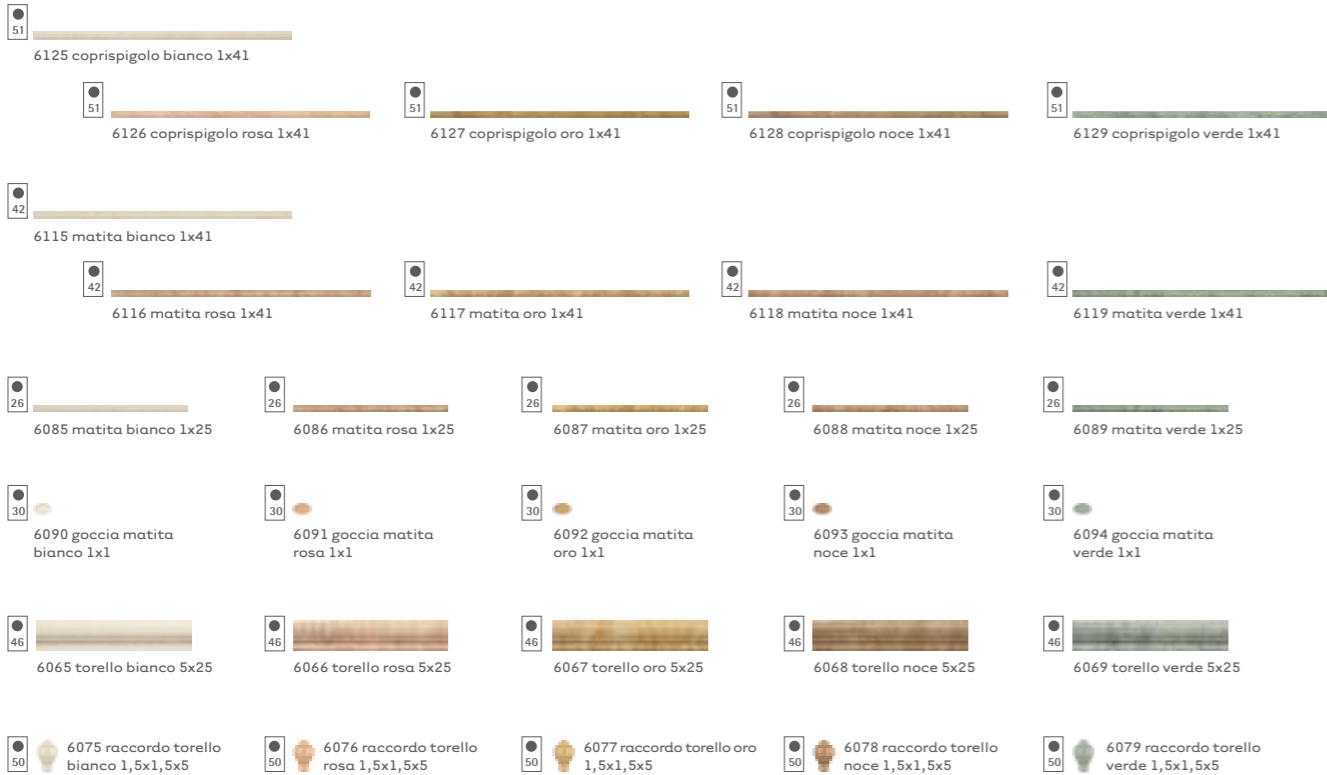 51
6125 coprispigolo bianco 1x41
51
6126 coprispigolo rosa 1x41
51
6127 coprispigolo oro 1x41
51
6128 coprispigolo noce 1x41
51
6129 coprispigolo verde 1x41
42
6115 matita bianco 1x41
42
6116 matita rosa 1x41
42
6117 matita oro 1x41
42
6118 matita noce 1x41
42
6119 matita verde 1x41
26
6085 matita bianco 1x25
26
6086 matita rosa 1x25
26
6087 matita oro 1x25
26
6088 matita noce 1x25
26
6089 matita verde 1x25
30
6090 goccia matita
bianco 1x1
30
6091 goccia matita
rosa 1x1
30
6092 goccia matita
oro 1x1
30
6093 goccia matita
noce 1x1
30
6094 goccia matita
verde 1x1
46
6065 torello bianco 5x25
46
6066 torello rosa 5x25
46
6067 torello oro 5x25
46
6068 torello noce 5x25
46
6069 torello verde 5x25
50
6075 raccordo torello
bianco 1,5x1,5x5
50
6076 raccordo torello
rosa 1,5x1,5x5
50
6077 raccordo torello oro
1,5x1,5x5
50
6078 raccordo torello
noce 1,5x1,5x5
50
6079 raccordo torello
verde 1,5x1,5x5